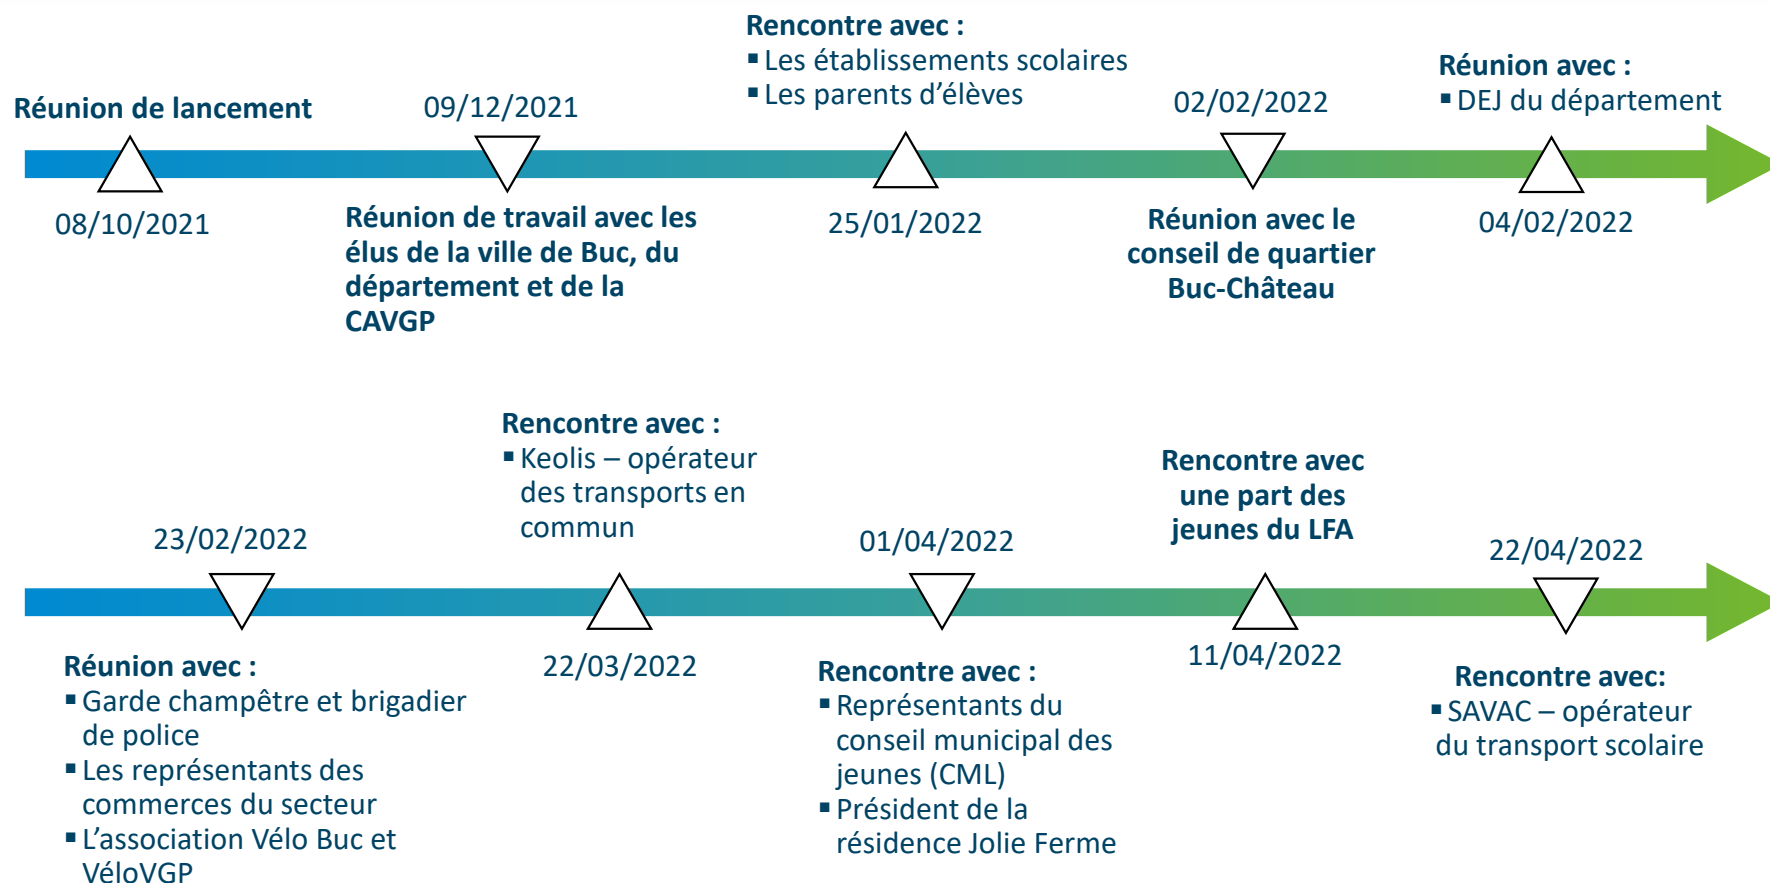 Réunion de lancement
08/10/2021
09/12/2021
Réunion de travail avec les
élus de la ville de Buc, du
département et de la
CAVGP
Rencontre avec :
▪ Les établissements scolaires
▪ Les parents d’élèves
25/01/2022
02/02/2022
Réunion avec le
conseil de quartier
Buc-Château
Réunion avec :
▪ DEJ du département
04/02/2022
23/02/2022
Réunion avec :
▪ Garde champêtre et brigadier
de police
▪ Les représentants des
commerces du secteur
▪ L’association Vélo Buc et
VéloVGP
Rencontre avec :
▪ Keolis – opérateur
des transports en
commun
22/03/2022
01/04/2022
Rencontre avec :
▪ Représentants du
conseil municipal des
jeunes (CML)
▪ Président de la
résidence Jolie Ferme
Rencontre avec
une part des
jeunes du LFA
11/04/2022
22/04/2022
Rencontre avec:
▪ SAVAC – opérateur
du transport scolaire